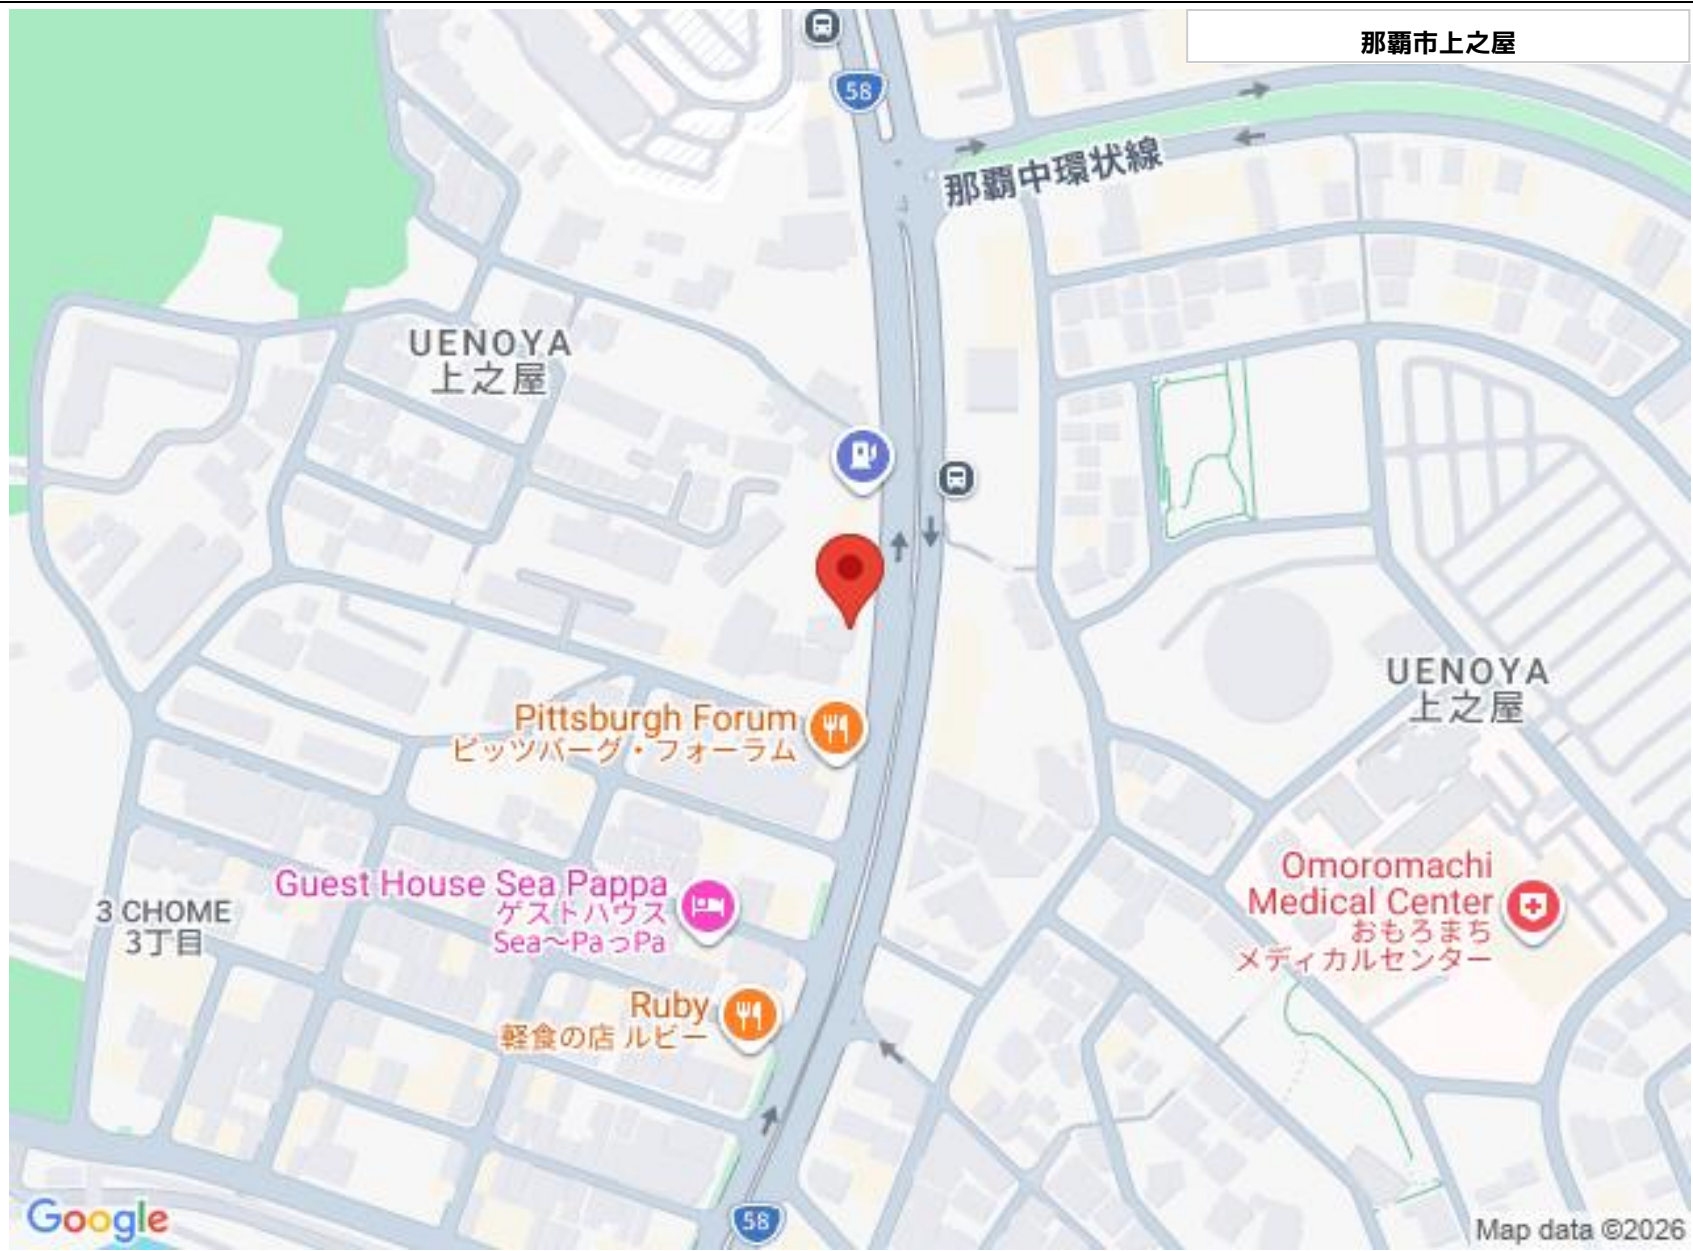 那覇市上之屋
58
那覇中環状線
UENOYA
上之屋
UENOYA
上之屋
Pittsburgh Forum
ピッツバーグ・フォーラム
Guest House Sea Pappa
ゲストハウス
Sea～PaっPa
3 CHOME
3丁目
Omoromachi
Medical Center
おもろまち
メディカルセンター
Ruby
軽食の店 ルビー
58
Google
Map data ©2026